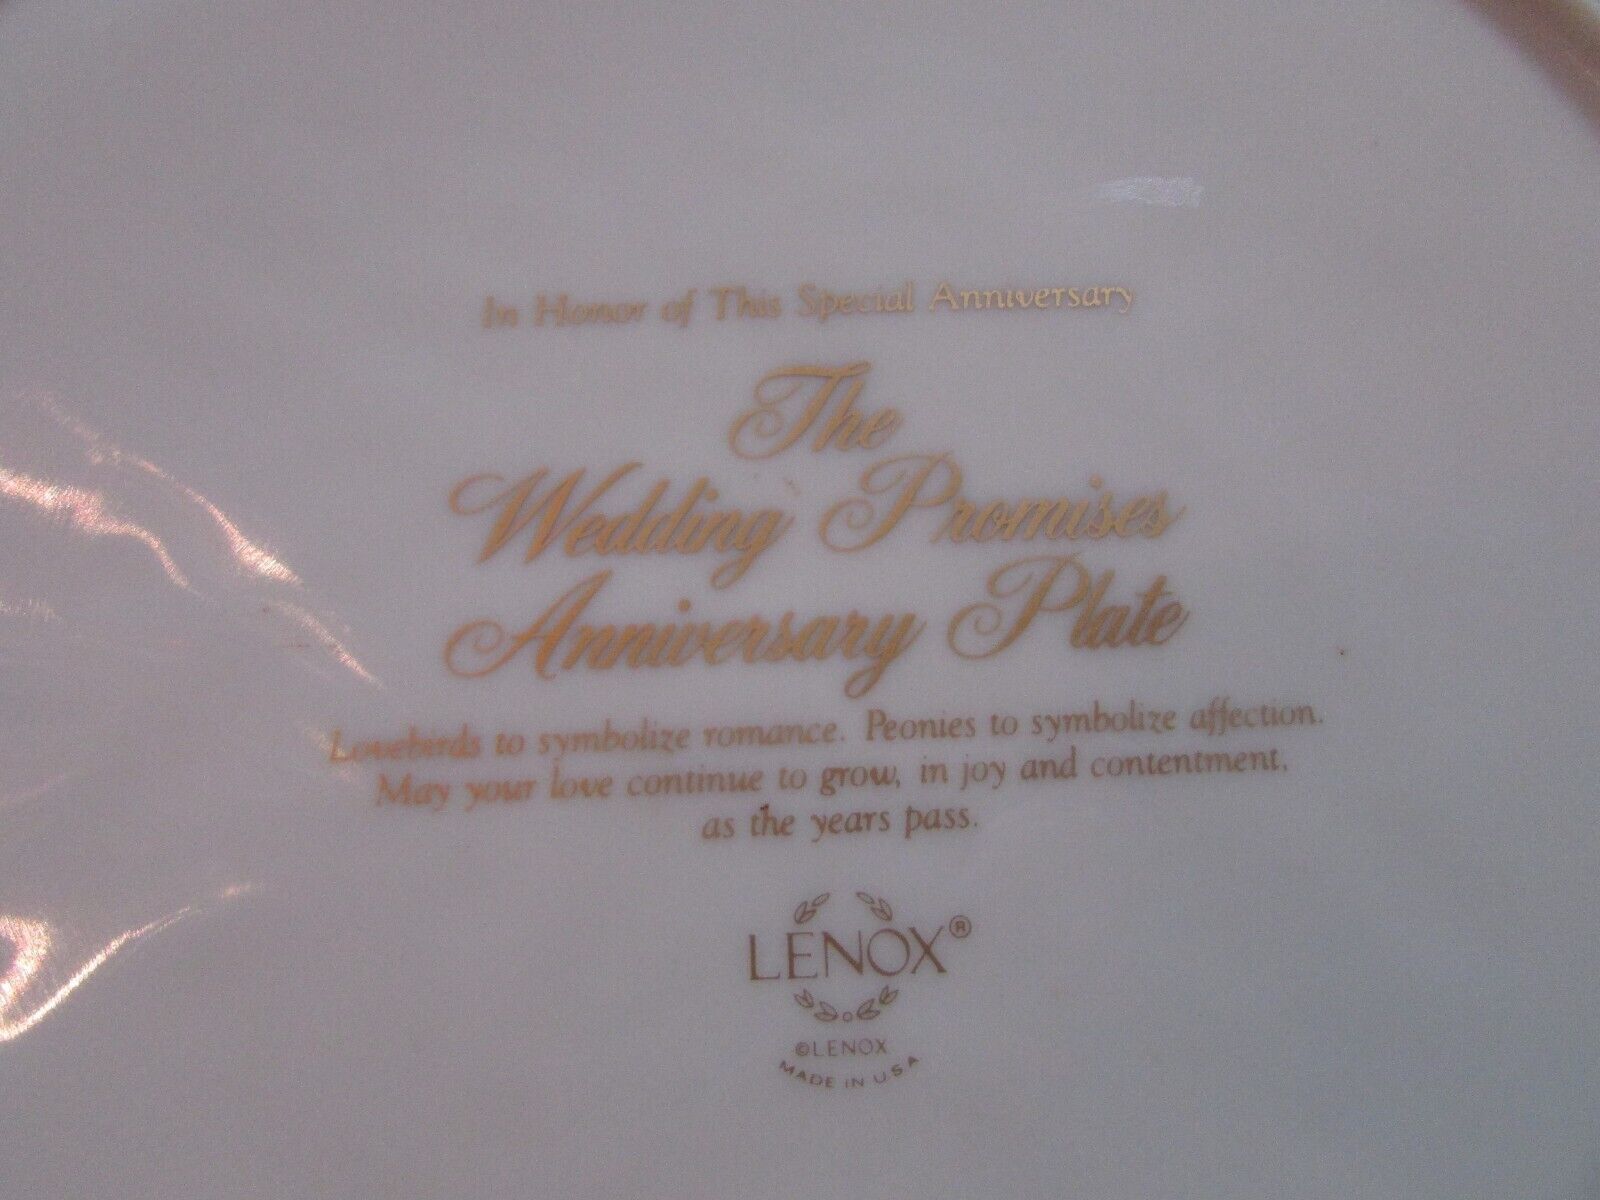 In Honor of This Special Anniversary
The
Wedding Promises
Anniversary Plate
Lovebirds to symbolize romance. Peonies to symbolize affection.
May your love continue to grow, in joy and contentment,
as the years pass.
LENOX®
©LENOX
MADE IN USA